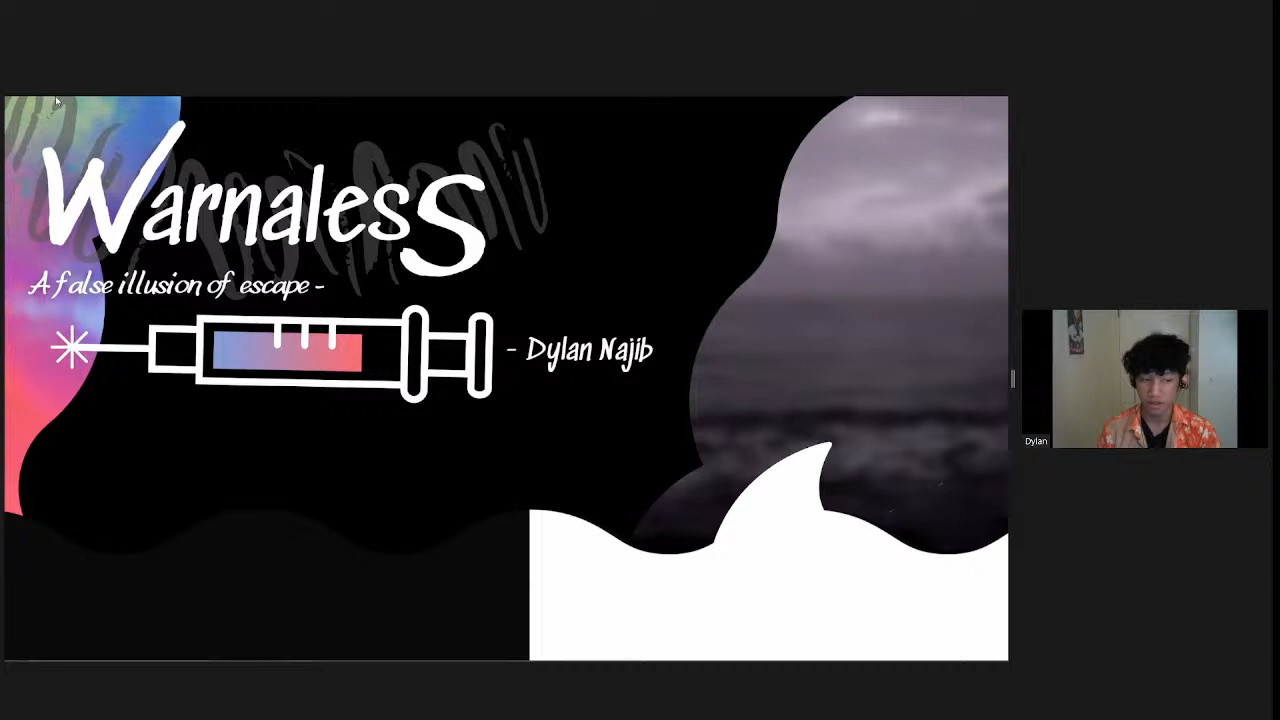 WarnalesS
A false illusion of escape -
- Dylan Najib
Dylan